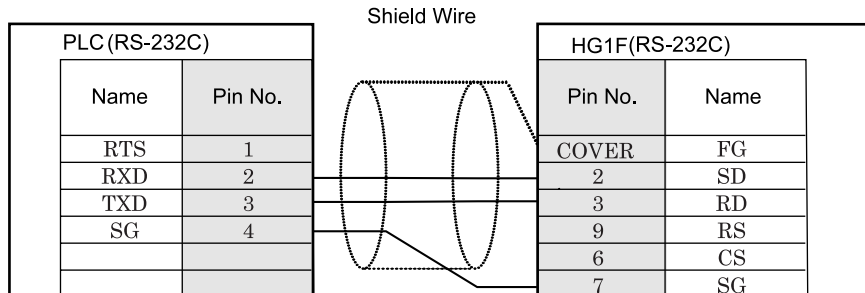 Shield Wire
PLC(RS-232C)
HG1F(RS-232C)
Name Pin No. Pin No. Name
RTS 1 COVER FG
RXD 2 2 SD
TXD 3 3 RD
SG 4 9 RS
6 CS
7 SG